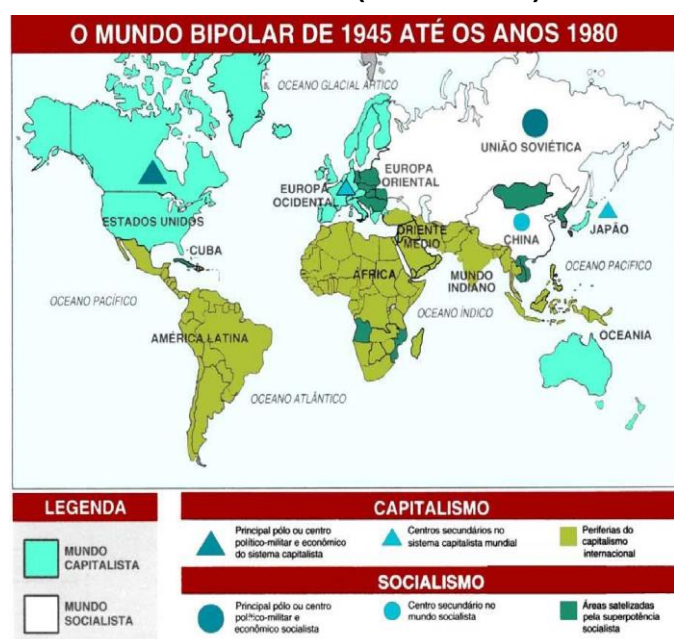 O MUNDO BIPOLAR DE 1945 ATÉ OS ANOS 1980
OCEANO GLACIAL ÁRTICO
UNIÃO SOVIÉTICA
EUROPA
ORIENTAL
EUROPA
OCIDENTAL
ESTADOS UNIDOS
ORIENTE
MÉDIO
CHINA
JAPÃO
CUBA
ÁFRICA
MUNDO
INDIANO
OCEANO PACÍFICO
OCEANO PACÍFICO
OCEANO ÍNDICO
AMÉRICA LATINA
OCEANIA
OCEANO ATLÂNTICO
LEGENDA
MUNDO
CAPITALISTA
MUNDO
SOCIALISTA
CAPITALISMO
Principal pólo ou centro
político-militar e econômico
do sistema capitalista
Centros secundários no
sistema capitalista mundial
Periferias do
capitalismo
internacional
SOCIALISMO
Principal pólo ou centro
político-militar e
econômico socialista
Centro secundário no
mundo socialista
Áreas satelizadas
pela superpotência
socialista